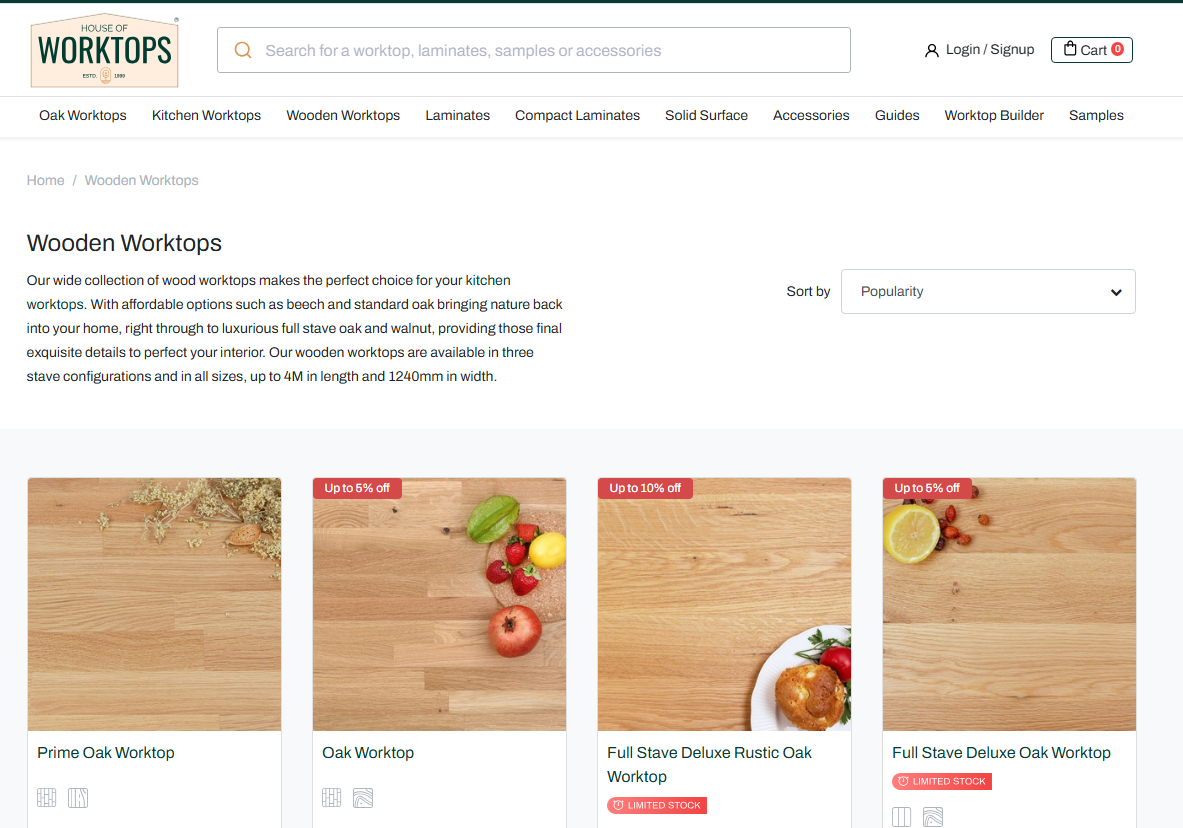 HOUSE OF
WORKTOPS
ESTD. 1999
®
Search for a worktop, laminates, samples or accessories
Login / Signup
Cart 0
Oak Worktops Kitchen Worktops Wooden Worktops Laminates Compact Laminates Solid Surface Accessories Guides Worktop Builder Samples
Home / Wooden Worktops
Wooden Worktops
Our wide collection of wood worktops makes the perfect choice for your kitchen
worktops. With affordable options such as beech and standard oak bringing nature back
into your home, right through to luxurious full stave oak and walnut, providing those final
exquisite details to perfect your interior. Our wooden worktops are available in three
stave configurations and in all sizes, up to 4M in length and 1240mm in width.
Sort by Popularity
Up to 5% off
Up to 10% off
Up to 5% off
Prime Oak Worktop
Oak Worktop
Full Stave Deluxe Rustic Oak
Worktop
LIMITED STOCK
Full Stave Deluxe Oak Worktop
LIMITED STOCK